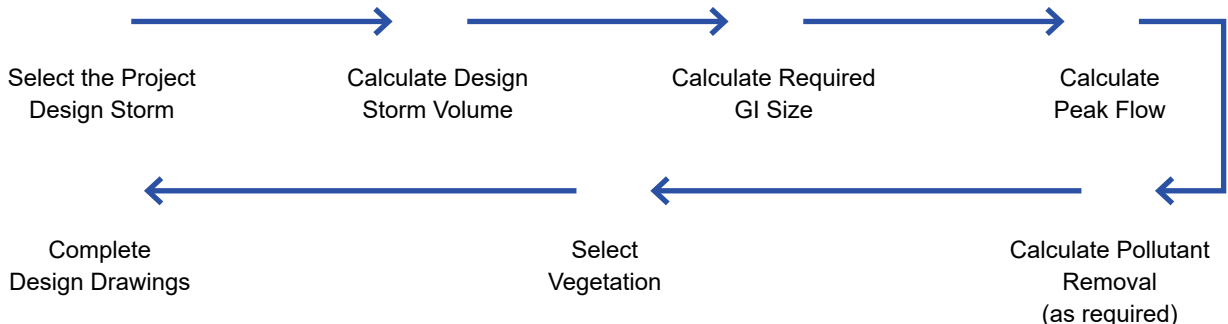 Select the Project
Design Storm
Calculate Design
Storm Volume
Calculate Required
GI Size
Calculate
Peak Flow
Calculate Pollutant
Removal
(as required)
Select
Vegetation
Complete
Design Drawings